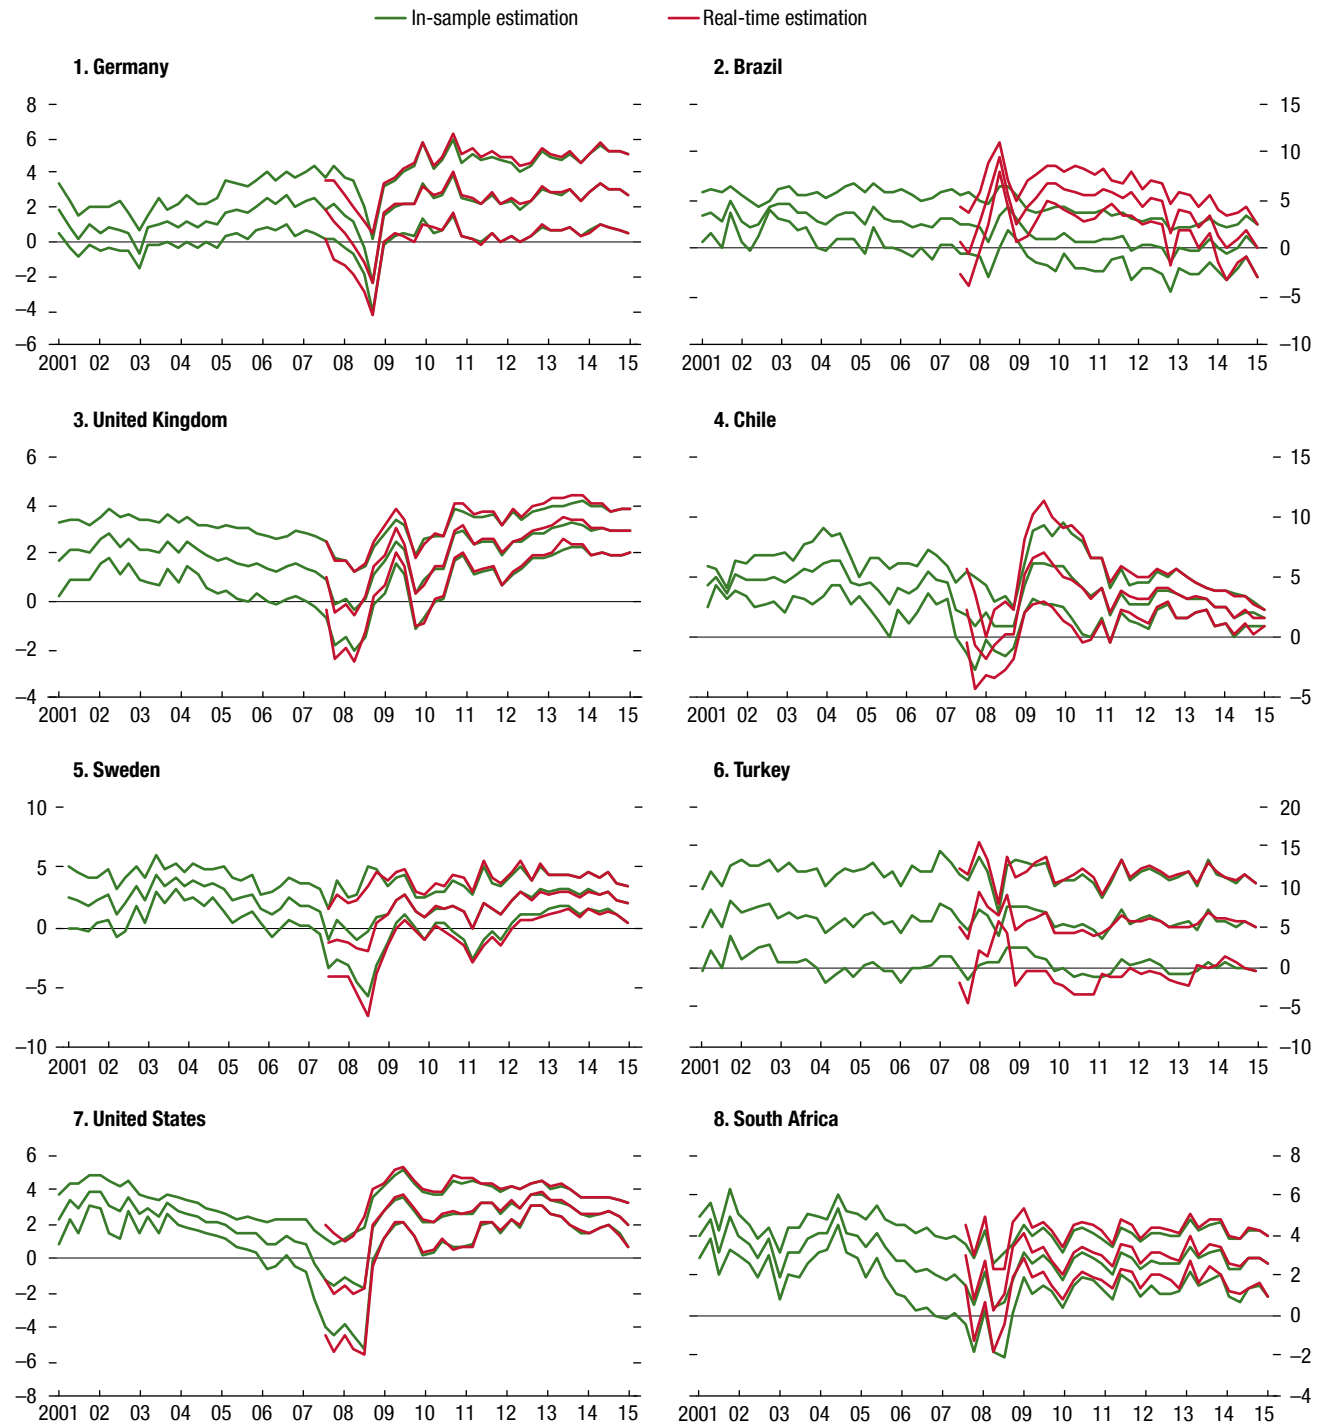 In-sample estimation
Real-time estimation
1. Germany
8
6
4
2
0
–2
–4
–6
2001 02 03 04 05 06 07 08 09 10 11 12 13 14 15
2. Brazil
15
10
5
0
–5
–10
2001 02 03 04 05 06 07 08 09 10 11 12 13 14 15
3. United Kingdom
6
4
2
0
–2
–4
2001 02 03 04 05 06 07 08 09 10 11 12 13 14 15
4. Chile
15
10
5
0
–5
2001 02 03 04 05 06 07 08 09 10 11 12 13 14 15
5. Sweden
10
5
0
–5
–10
2001 02 03 04 05 06 07 08 09 10 11 12 13 14 15
6. Turkey
20
15
10
5
0
–5
–10
2001 02 03 04 05 06 07 08 09 10 11 12 13 14 15
7. United States
6
4
2
0
–2
–4
–6
–8
2001 02 03 04 05 06 07 08 09 10 11 12 13 14 15
8. South Africa
8
6
4
2
0
–2
–4
2001 02 03 04 05 06 07 08 09 10 11 12 13 14 15